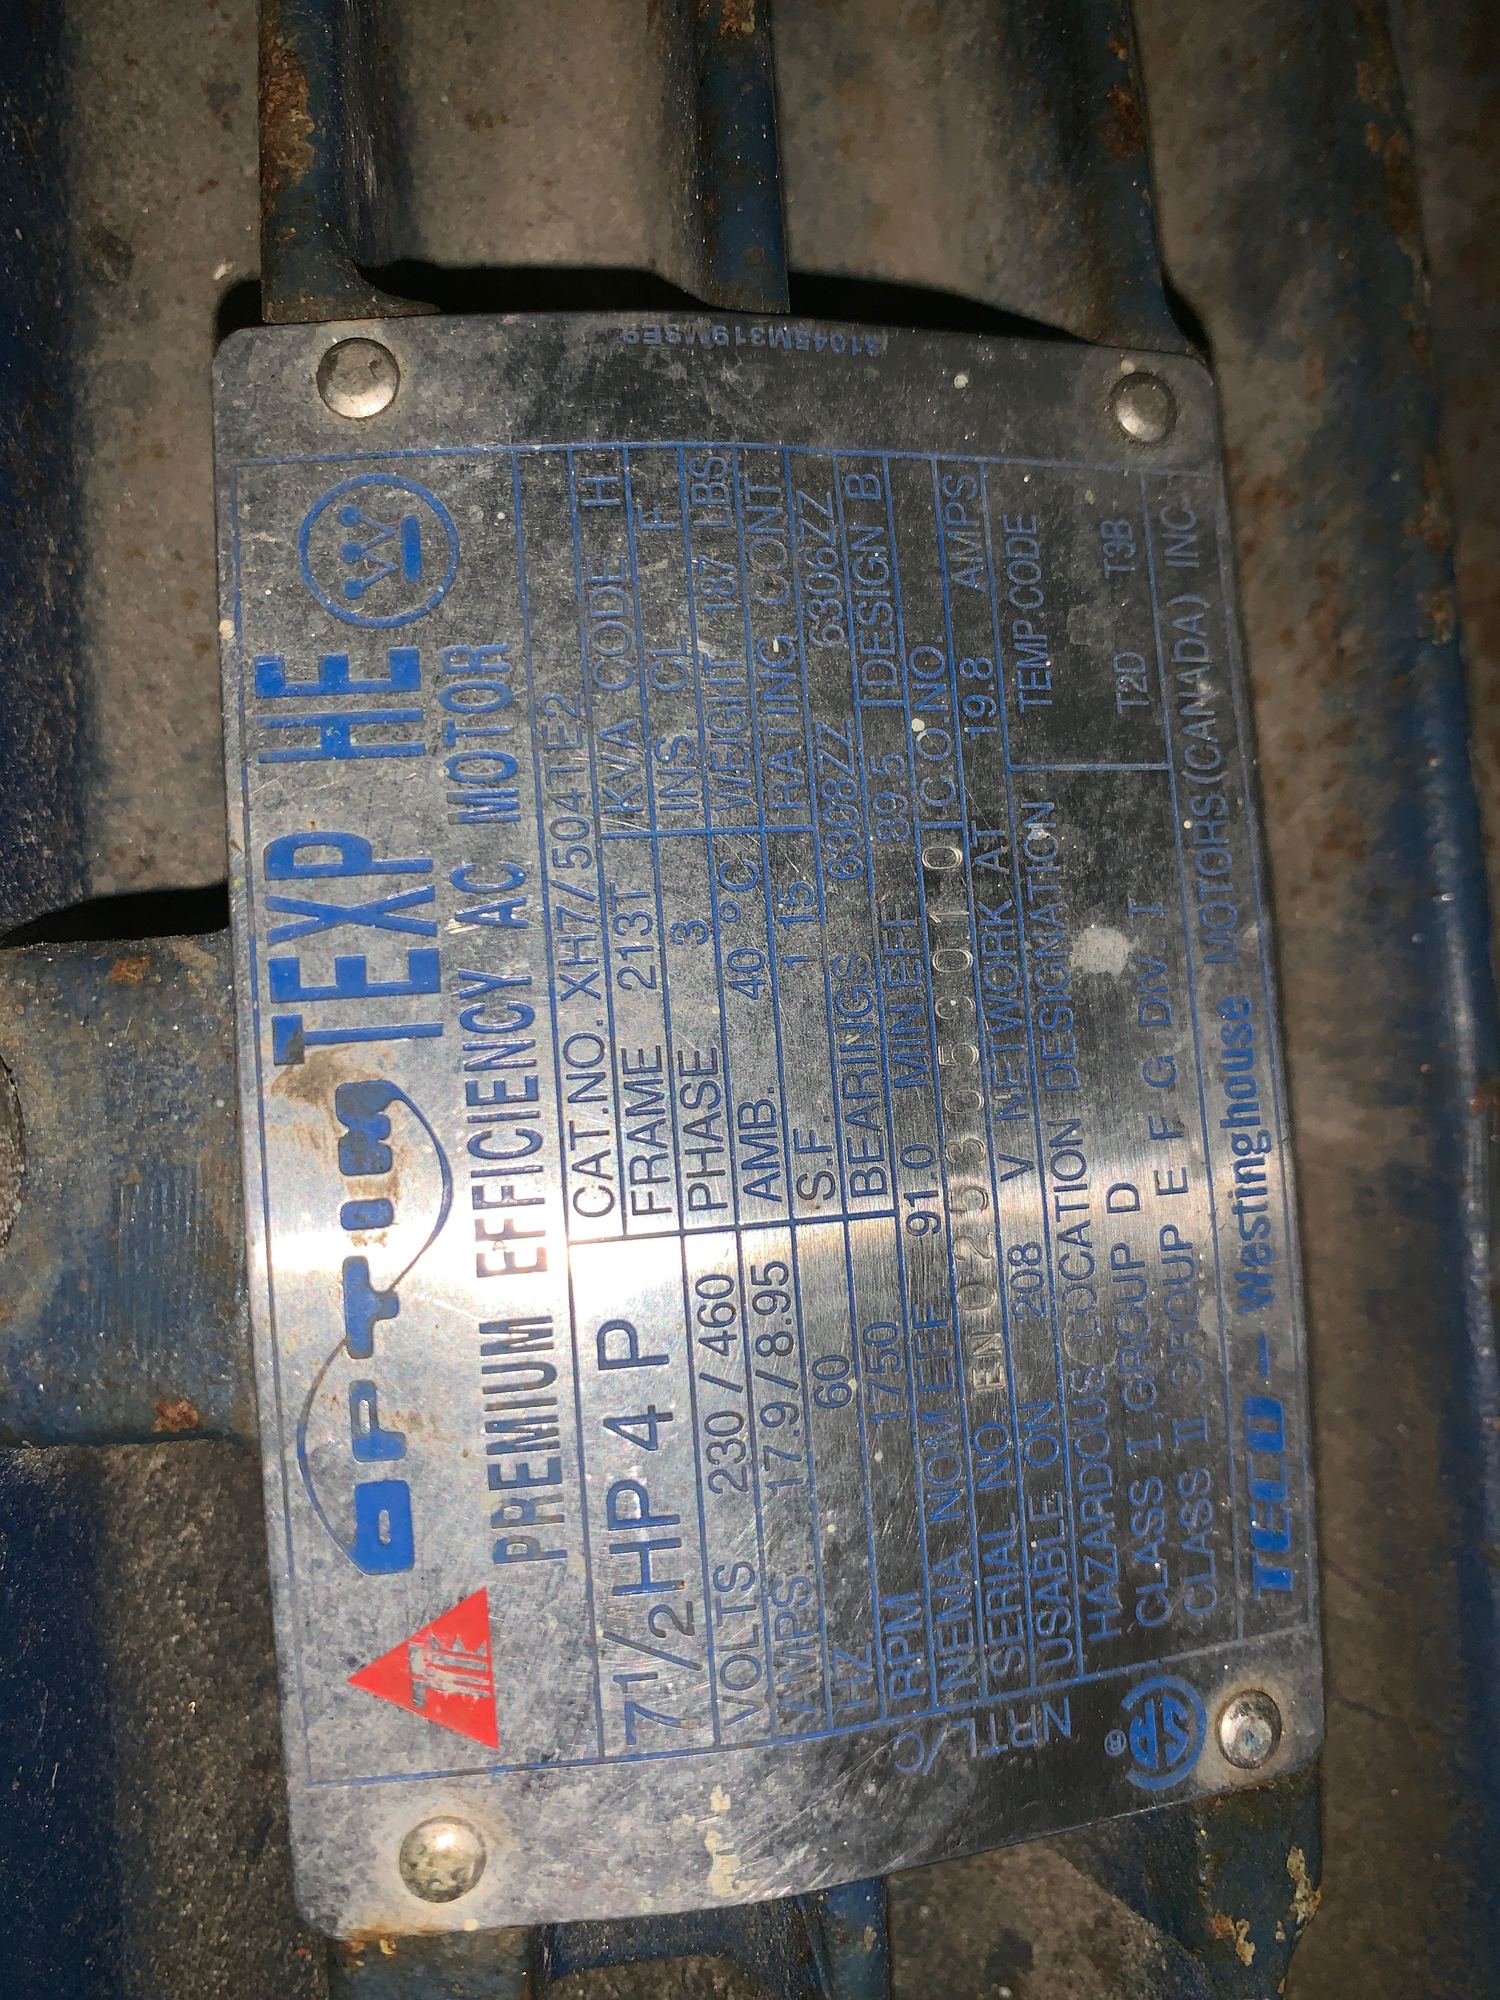 OPTIM TEXP HE W
PREMIUM EFFICIENCY AC MOTOR
7 1/2 HP 4 P CAT.NO. XH7/5041E2
FRAME 213T KVA CODE H
VOLTS 230 / 460 PHASE 3 INS CL. F
AMPS 17.9 / 8.95 AMB. 40°C WEIGHT 187 LBS
HZ 60 S.F. 1.15 RATING CONT.
RPM 1750 BEARINGS 6308ZZ 6306ZZ
NEMA NOM.EFF. 91.0 MIN.EFF 89.5 DESIGN B
SERIAL NO C.O.NO.
USABLE ON 208 V NETWORK AT 19.8 AMPS
HAZARDOUS LOCATION DESIGNATION TEMP.CODE
CLASS I.GROUP D T2D
CLASS II GROUP E F G DIV. I T3B
TECO — Westinghouse MOTORS (CANADA) INC.
NRTL/C
SA
®